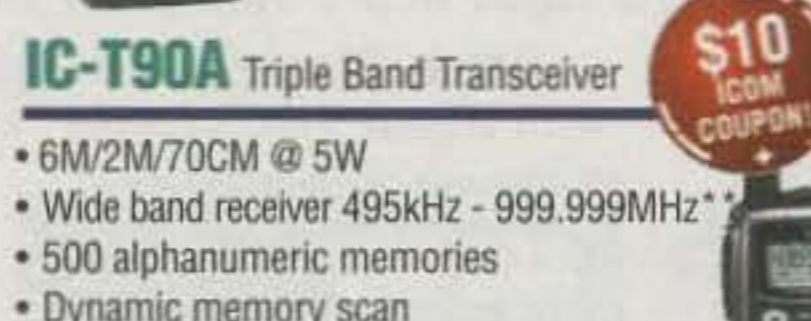 IC-T90A Triple Band Transceiver
$10
ICOM
COUPON
• 6M/2M/70CM @ 5W
• Wide band receiver 495kHz - 999.999MHz**
• 500 alphanumeric memories
• Dynamic memory scan